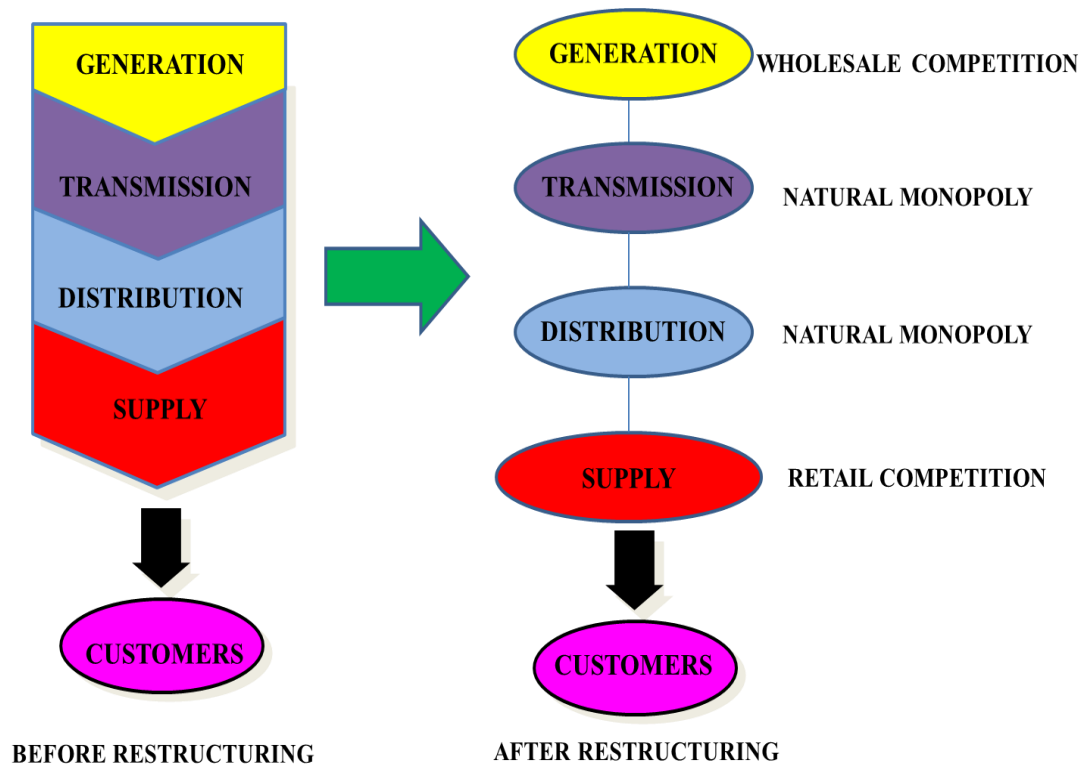 GENERATION
TRANSMISSION
DISTRIBUTION
SUPPLY
CUSTOMERS
BEFORE RESTRUCTURING
GENERATION
WHOLESALE COMPETITION
TRANSMISSION
NATURAL MONOPOLY
DISTRIBUTION
NATURAL MONOPOLY
SUPPLY
RETAIL COMPETITION
CUSTOMERS
AFTER RESTRUCTURING